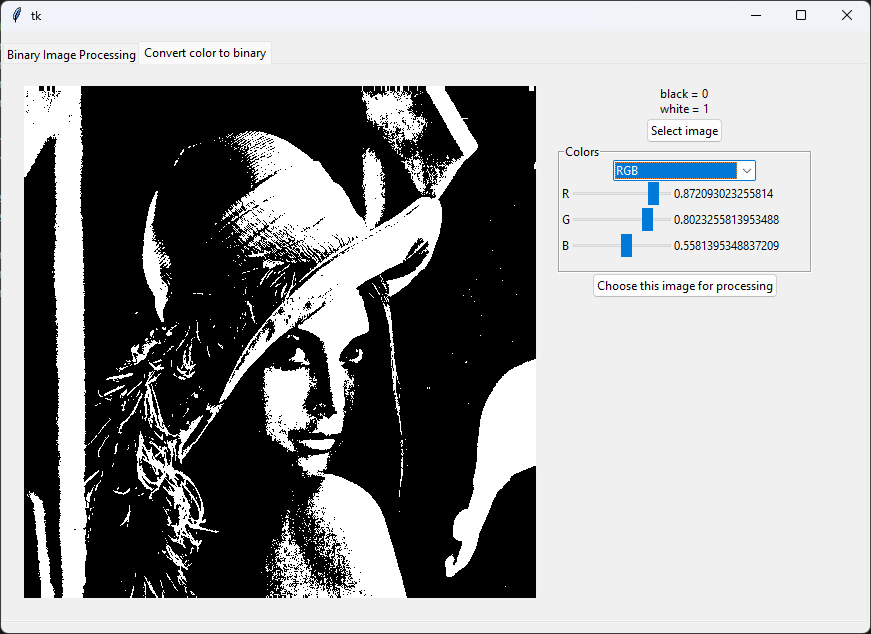 tk
Binary Image Processing
Convert color to binary
black = 0
white = 1
Select image
Colors
RGB
R 0.872093023255814
G 0.8023255813953488
B 0.5581395348837209
Choose this image for processing